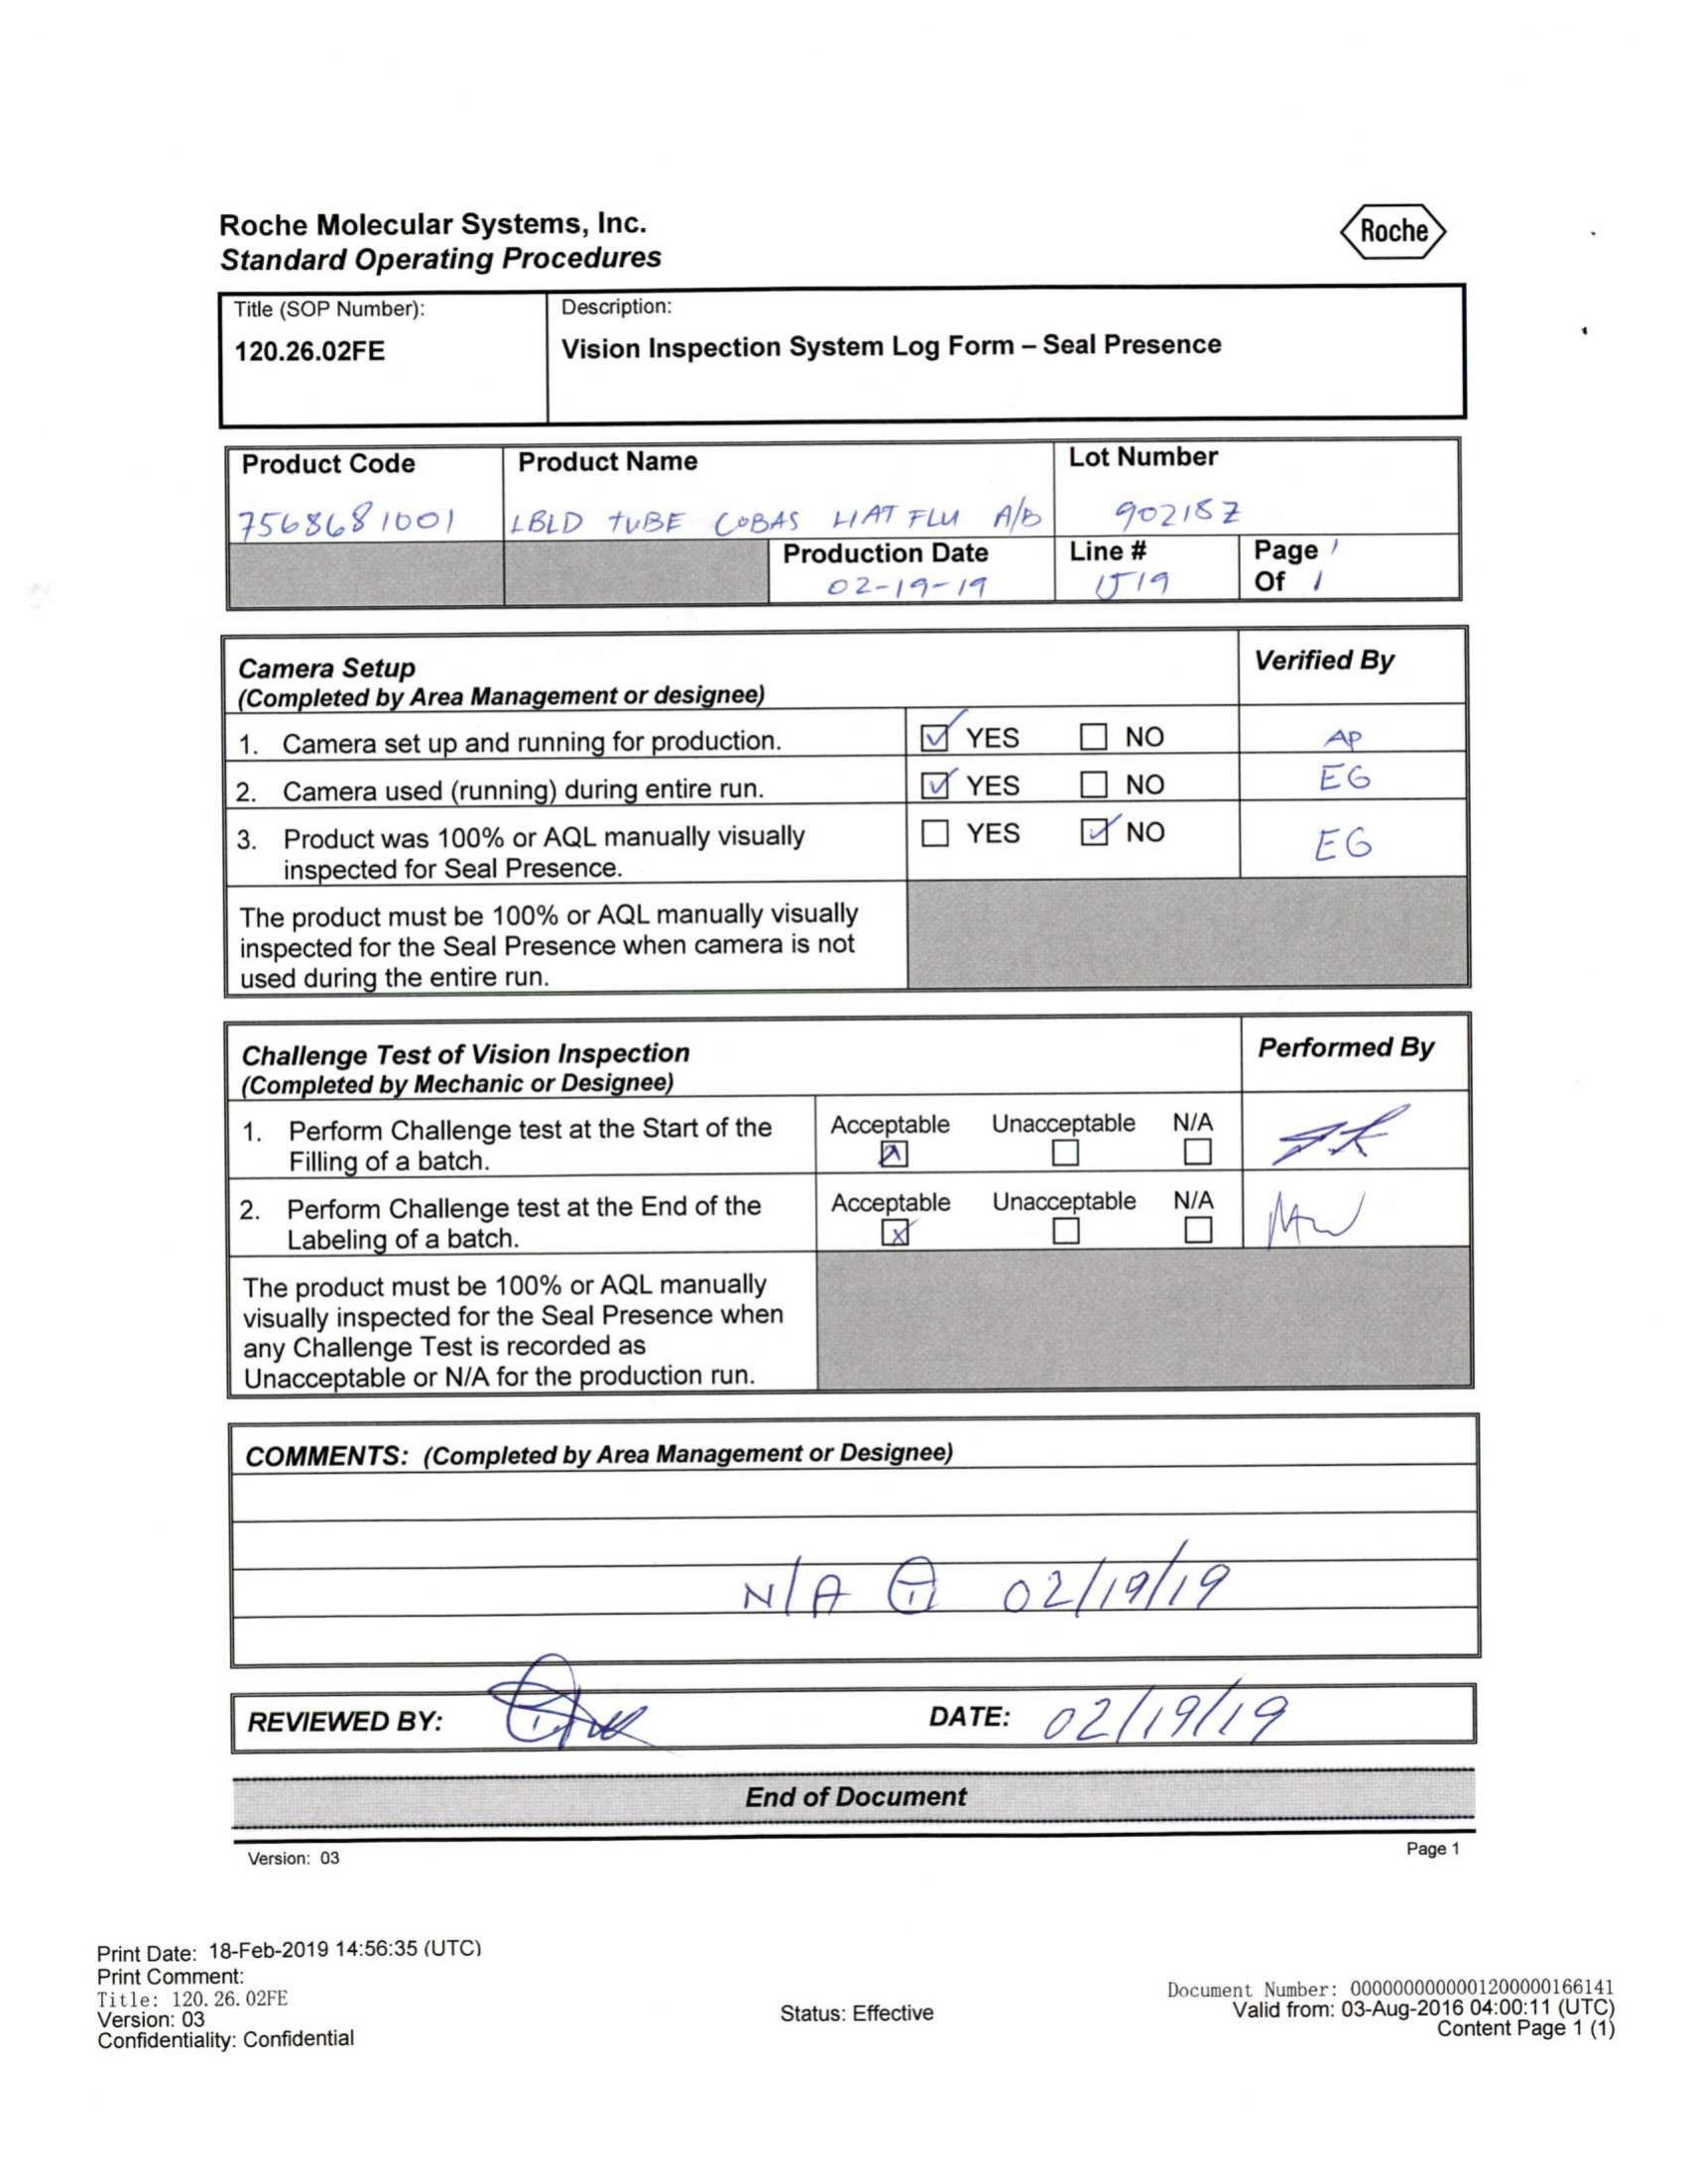 Roche Molecular Systems, Inc.
Standard Operating Procedures
Roche
Title (SOP Number):
120.26.02FE
Description:
Vision Inspection System Log Form – Seal Presence
Product Code
7568681001
Product Name
LBLD TUBE COBAS LIAT FLU A/B
Lot Number
90218Z
Production Date
02-19-19
Line #
1519
Page 1
Of 1
Camera Setup
(Completed by Area Management or designee)
Verified By
1. Camera set up and running for production. YES NO AP
2. Camera used (running) during entire run. YES NO EG
3. Product was 100% or AQL manually visually
inspected for Seal Presence. YES NO EG
The product must be 100% or AQL manually visually
inspected for the Seal Presence when camera is not
used during the entire run.
Challenge Test of Vision Inspection
(Completed by Mechanic or Designee)
Performed By
1. Perform Challenge test at the Start of the
Filling of a batch.
Acceptable Unacceptable N/A
2. Perform Challenge test at the End of the
Labeling of a batch.
Acceptable Unacceptable N/A
MW
The product must be 100% or AQL manually
visually inspected for the Seal Presence when
any Challenge Test is recorded as
Unacceptable or N/A for the production run.
COMMENTS: (Completed by Area Management or Designee)
N/A 02/19/19
REVIEWED BY:
DATE: 02/19/19
End of Document
Version: 03
Page 1
Print Date: 18-Feb-2019 14:56:35 (UTC)
Print Comment:
Title: 120.26.02FE
Version: 03
Confidentiality: Confidential
Status: Effective
Document Number: 0000000000001200000166141
Valid from: 03-Aug-2016 04:00:11 (UTC)
Content Page 1 (1)